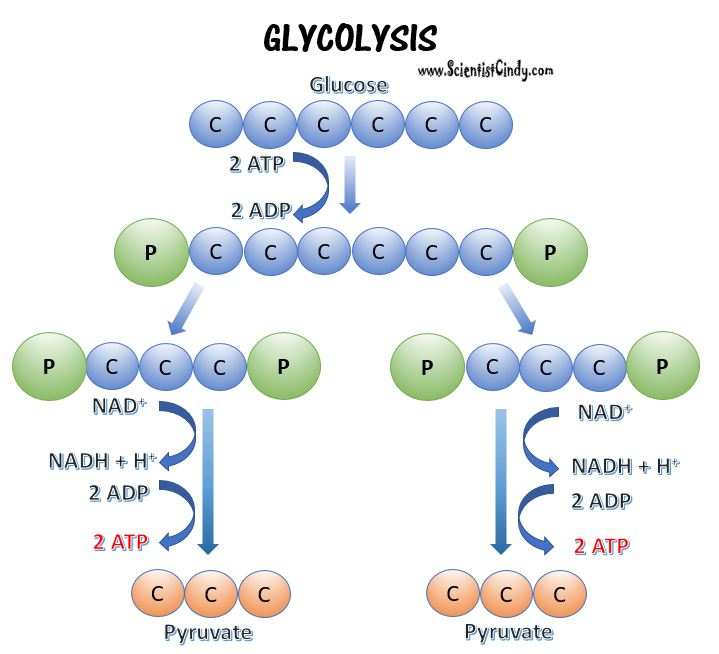 GLYCOLYSIS
www.ScientistCindy.com
Glucose
C C C C C C
2 ATP
2 ADP
P C C C C C C P
P C C C P
P C C C P
NAD+
NADH + H+
2 ADP
2 ATP
NAD+
NADH + H+
2 ADP
2 ATP
C C C
Pyruvate
C C C
Pyruvate